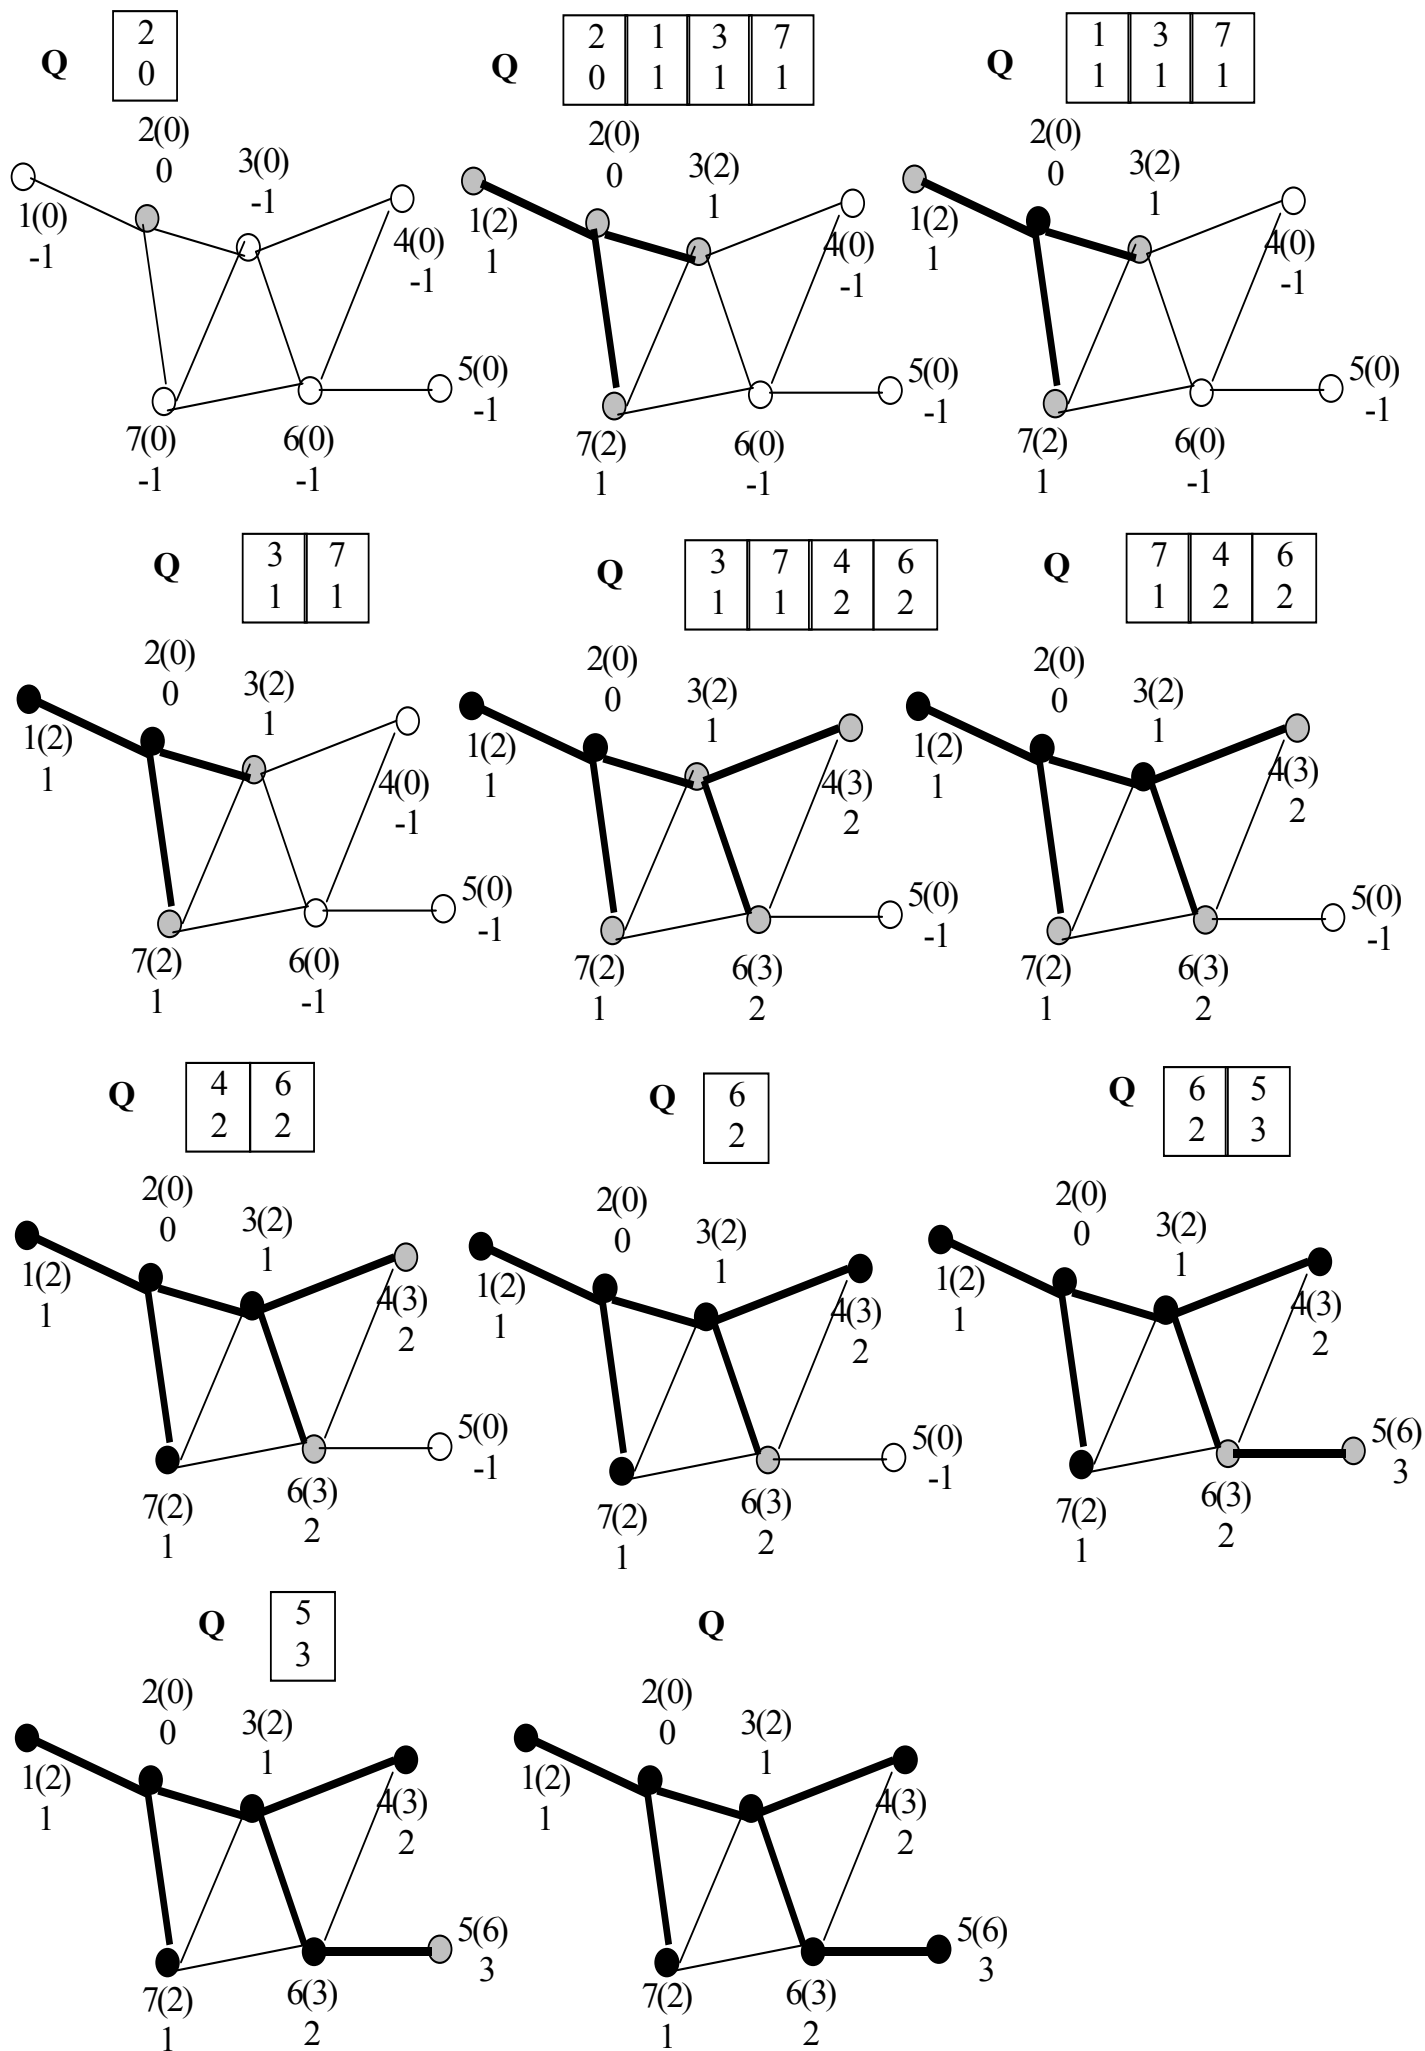 Q 2 Q 2 1 3 7 Q 1 3 7
0 0 1 1 1 1 1 1
2(0) 2(0) 2(0)
0 3(0) 0 3(2) 0 3(2)
-1 1 1
1(0) 4(0) 1(2) 4(0) 1(2) 4(0)
-1 -1 1 -1 1 -1
5(0) 5(0) 5(0)
-1 -1 -1
7(0) 6(0) 7(2) 6(0) 7(2) 6(0)
-1 -1 1 -1 1 -1
Q 3 7 Q 3 7 4 6 Q 7 4 6
1 1 1 1 2 2 1 2 2
2(0) 2(0) 2(0)
0 3(2) 0 3(2) 0 3(2)
1 1 1
1(2) 4(0) 1(2) 4(3) 1(2) 4(3)
1 -1 1 2 1 2
5(0) 5(0) 5(0)
-1 -1 -1
7(2) 6(0) 7(2) 6(3) 7(2) 6(3)
1 -1 1 2 1 2
Q 4 6 Q 6 Q 6 5
2 2 2 2 3
2(0) 2(0) 2(0)
0 3(2) 0 3(2) 0 3(2)
1 1 1
1(2) 4(3) 1(2) 4(3) 1(2) 4(3)
1 2 1 2 1 2
5(0) 5(0) 5(6)
-1 -1 3
7(2) 6(3) 7(2) 6(3) 7(2) 6(3)
1 2 1 2 1 2
Q 5 Q
3
2(0) 2(0)
0 3(2) 0 3(2)
1 1
1(2) 4(3) 1(2) 4(3)
1 2 1 2
5(6) 5(6)
3 3
7(2) 6(3) 7(2) 6(3)
1 2 1 2